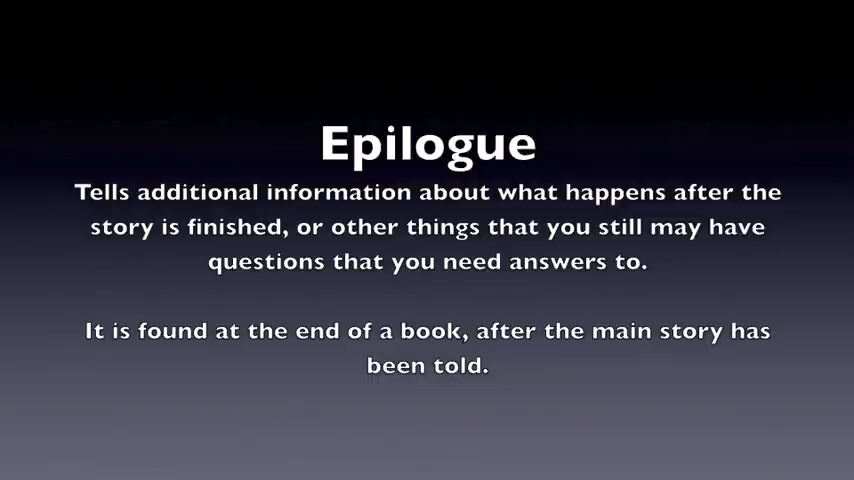 Epilogue
Tells additional information about what happens after the
story is finished, or other things that you still may have
questions that you need answers to.
It is found at the end of a book, after the main story has
been told.